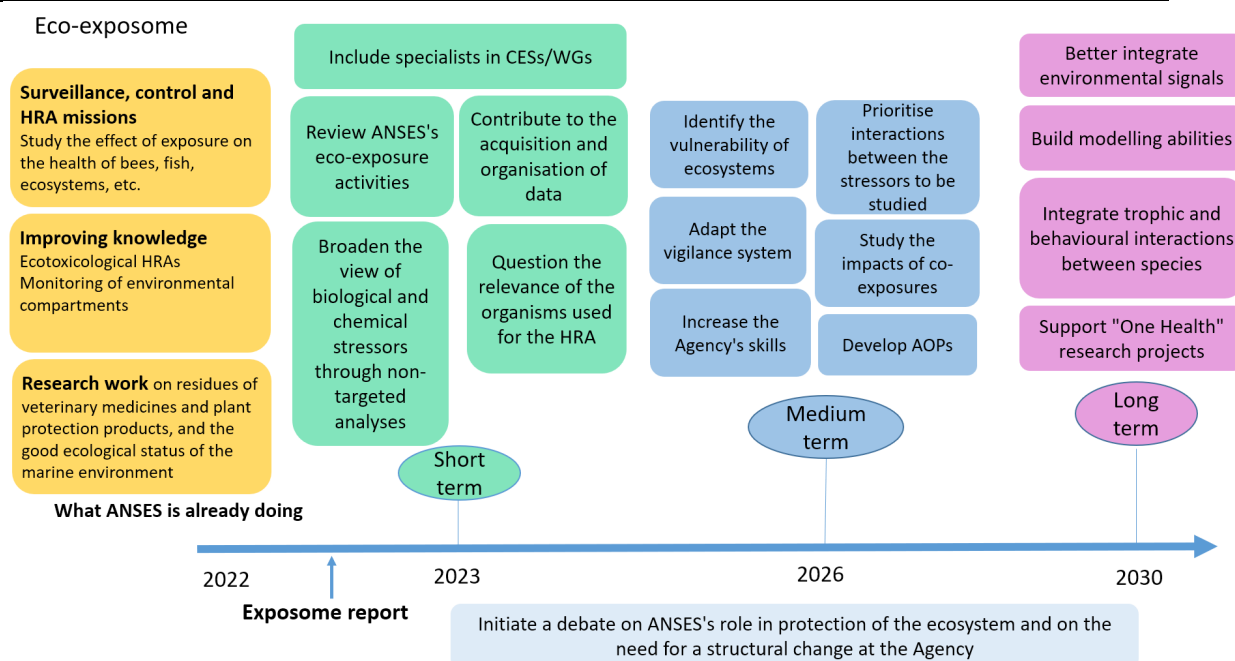 Eco-exposome
Surveillance, control and
HRA missions
Study the effect of exposure on
the health of bees, fish,
ecosystems, etc.
Improving knowledge
Ecotoxicological HRAs
Monitoring of environmental
compartments
Research work on residues of
veterinary medicines and plant
protection products, and the
good ecological status of the
marine environment
What ANSES is already doing
Include specialists in CESs/WGs
Review ANSES's
eco-exposure
activities
Contribute to the
acquisition and
organisation of
data
Broaden the
view of
biological and
chemical
stressors
through non-
targeted
analyses
Question the
relevance of the
organisms used
for the HRA
Short
term
Identify the
vulnerability of
ecosystems
Prioritise
interactions
between the
stressors to be
studied
Adapt the
vigilance system
Study the
impacts of co-
exposures
Increase the
Agency's skills
Develop AOPs
Medium
term
Better integrate
environmental signals
Build modelling abilities
Integrate trophic and
behavioural interactions
between species
Support "One Health"
research projects
Long
term
2022
2023
2026
2030
Exposome report
Initiate a debate on ANSES's role in protection of the ecosystem and on the
need for a structural change at the Agency